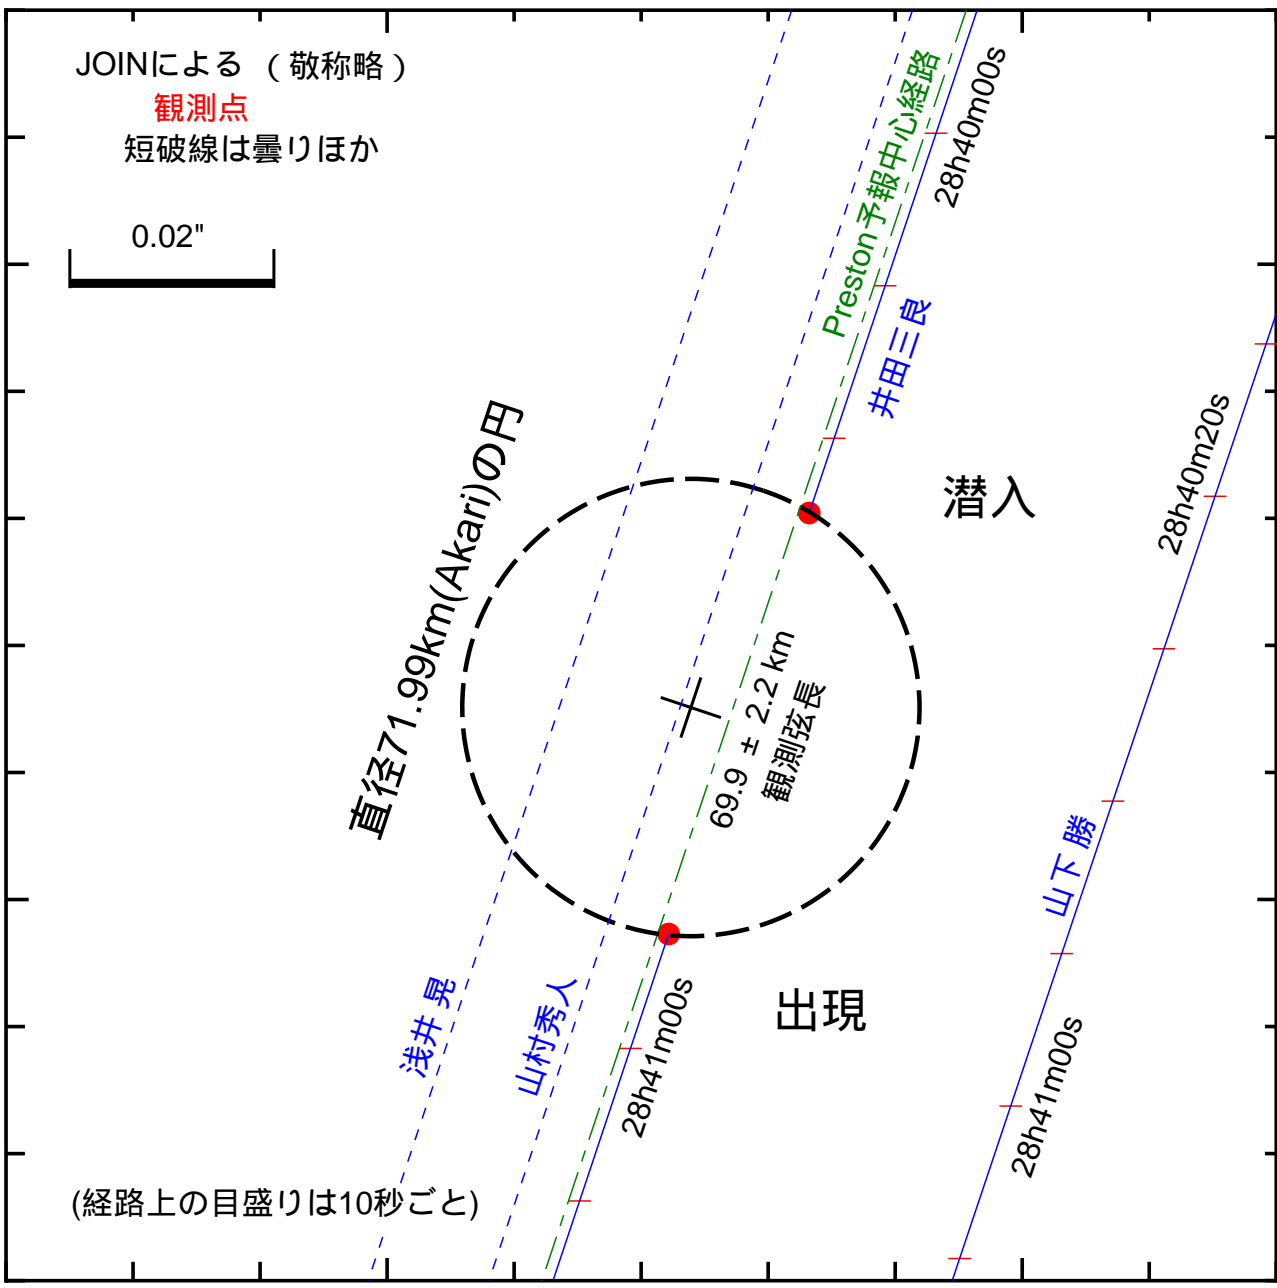 JOINによる （敬称略）
観測点
短破線は曇りほか
0.02"
28h40m00s
Preston予報中心経路
井田三良
直径71.99km(Akari)の円
潜入
28h40m20s
69.9 ± 2.2 km
観測弦長
山下 勝
浅井 晃
山村秀人
28h41m00s
出現
28h41m00s
(経路上の目盛りは10秒ごと)